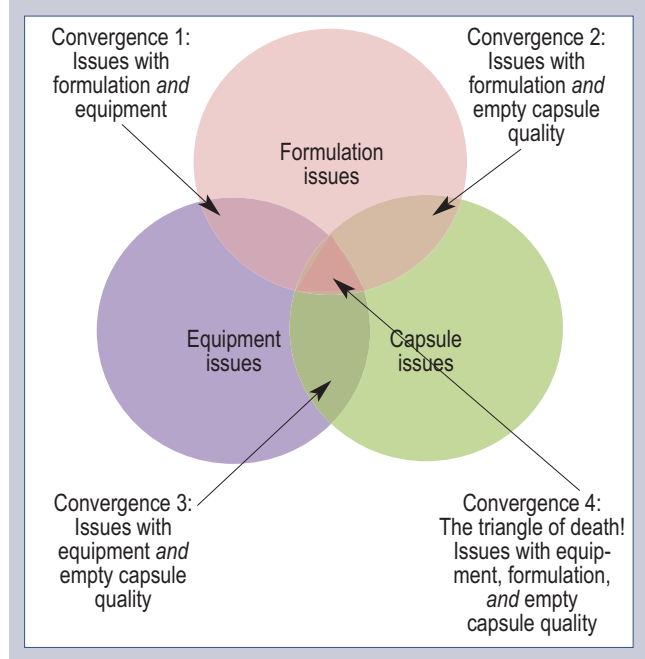 Convergence 1:
Issues with
formulation and
equipment
Convergence 2:
Issues with
formulation and
empty capsule
quality
Formulation
issues
Equipment
issues
Capsule
issues
Convergence 3:
Issues with
equipment and
empty capsule
quality
Convergence 4:
The triangle of death!
Issues with equip-
ment, formulation,
and empty
capsule quality